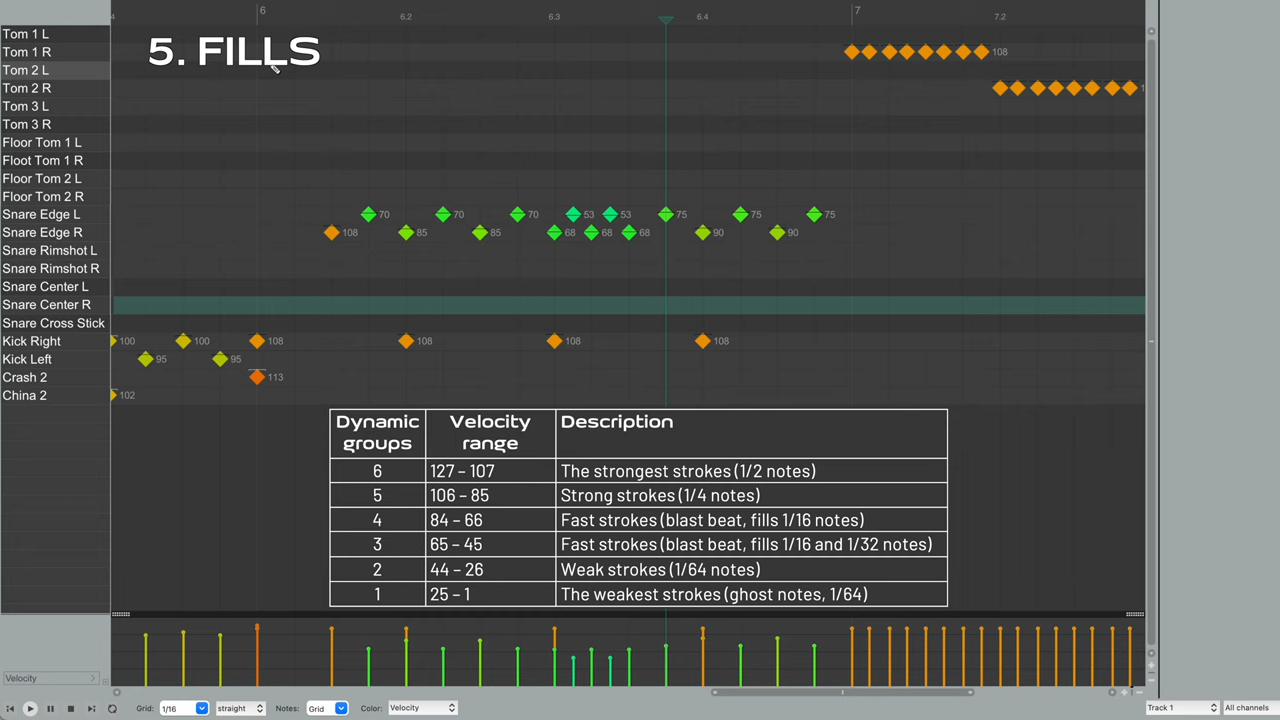 4 6 6.2 6.3 6.4 7 7.2
5. FILLS
Tom 1 L
Tom 1 R 108
Tom 2 L
Tom 2 R
Tom 3 L
Tom 3 R
Floor Tom 1 L
Floot Tom 1 R
Floor Tom 2 L
Floor Tom 2 R
Snare Edge L 70 70 70 53 53 75 75 75
Snare Edge R 108 85 85 68 68 68 90 90
Snare Rimshot L
Snare Rimshot R
Snare Center L
Snare Center R
Snare Cross Stick
Kick Right 100 100 108 108 108 108
Kick Left 95 95
Crash 2 113
China 2 102
Dynamic groups Velocity range Description
6 127 – 107 The strongest strokes (1/2 notes)
5 106 – 85 Strong strokes (1/4 notes)
4 84 – 66 Fast strokes (blast beat, fills 1/16 notes)
3 65 – 45 Fast strokes (blast beat, fills 1/16 and 1/32 notes)
2 44 – 26 Weak strokes (1/64 notes)
1 25 – 1 The weakest strokes (ghost notes, 1/64)
Velocity
Grid: 1/16 straight Notes: Grid Color: Velocity Track 1 All channels